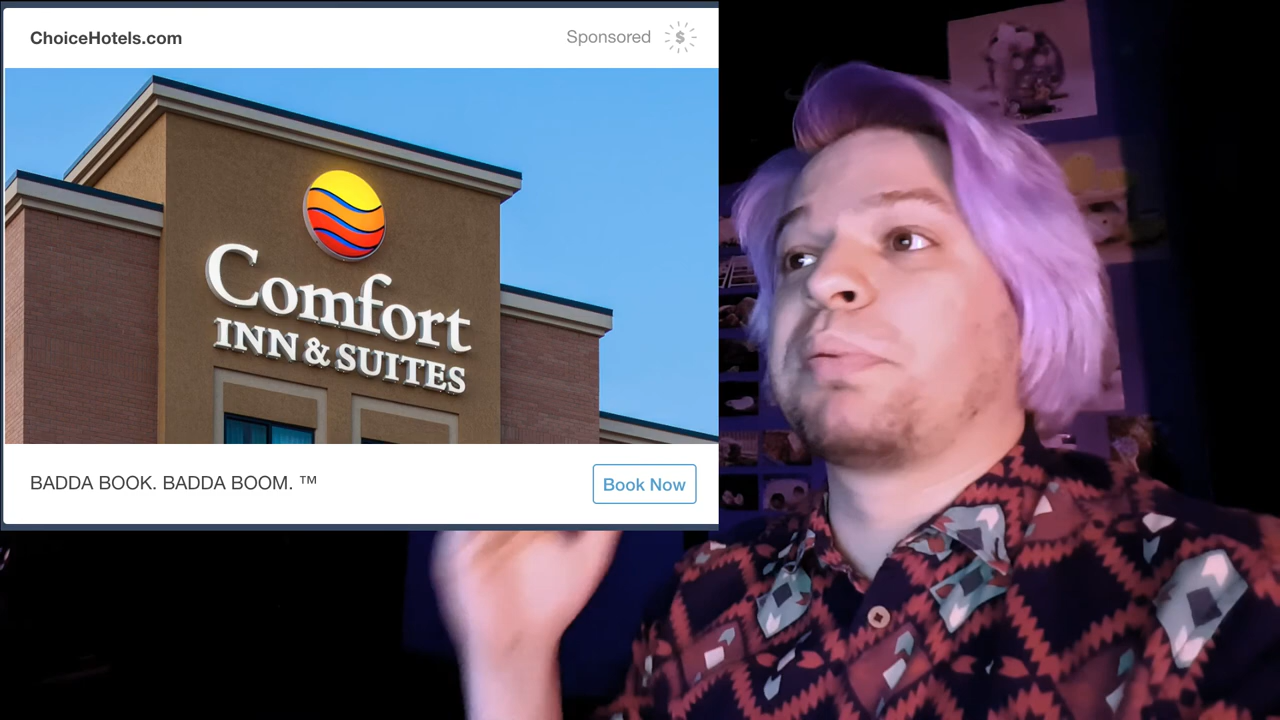 ChoiceHotels.com
Sponsored
Comfort
INN & SUITES
BADDA BOOK. BADDA BOOM. ™
Book Now